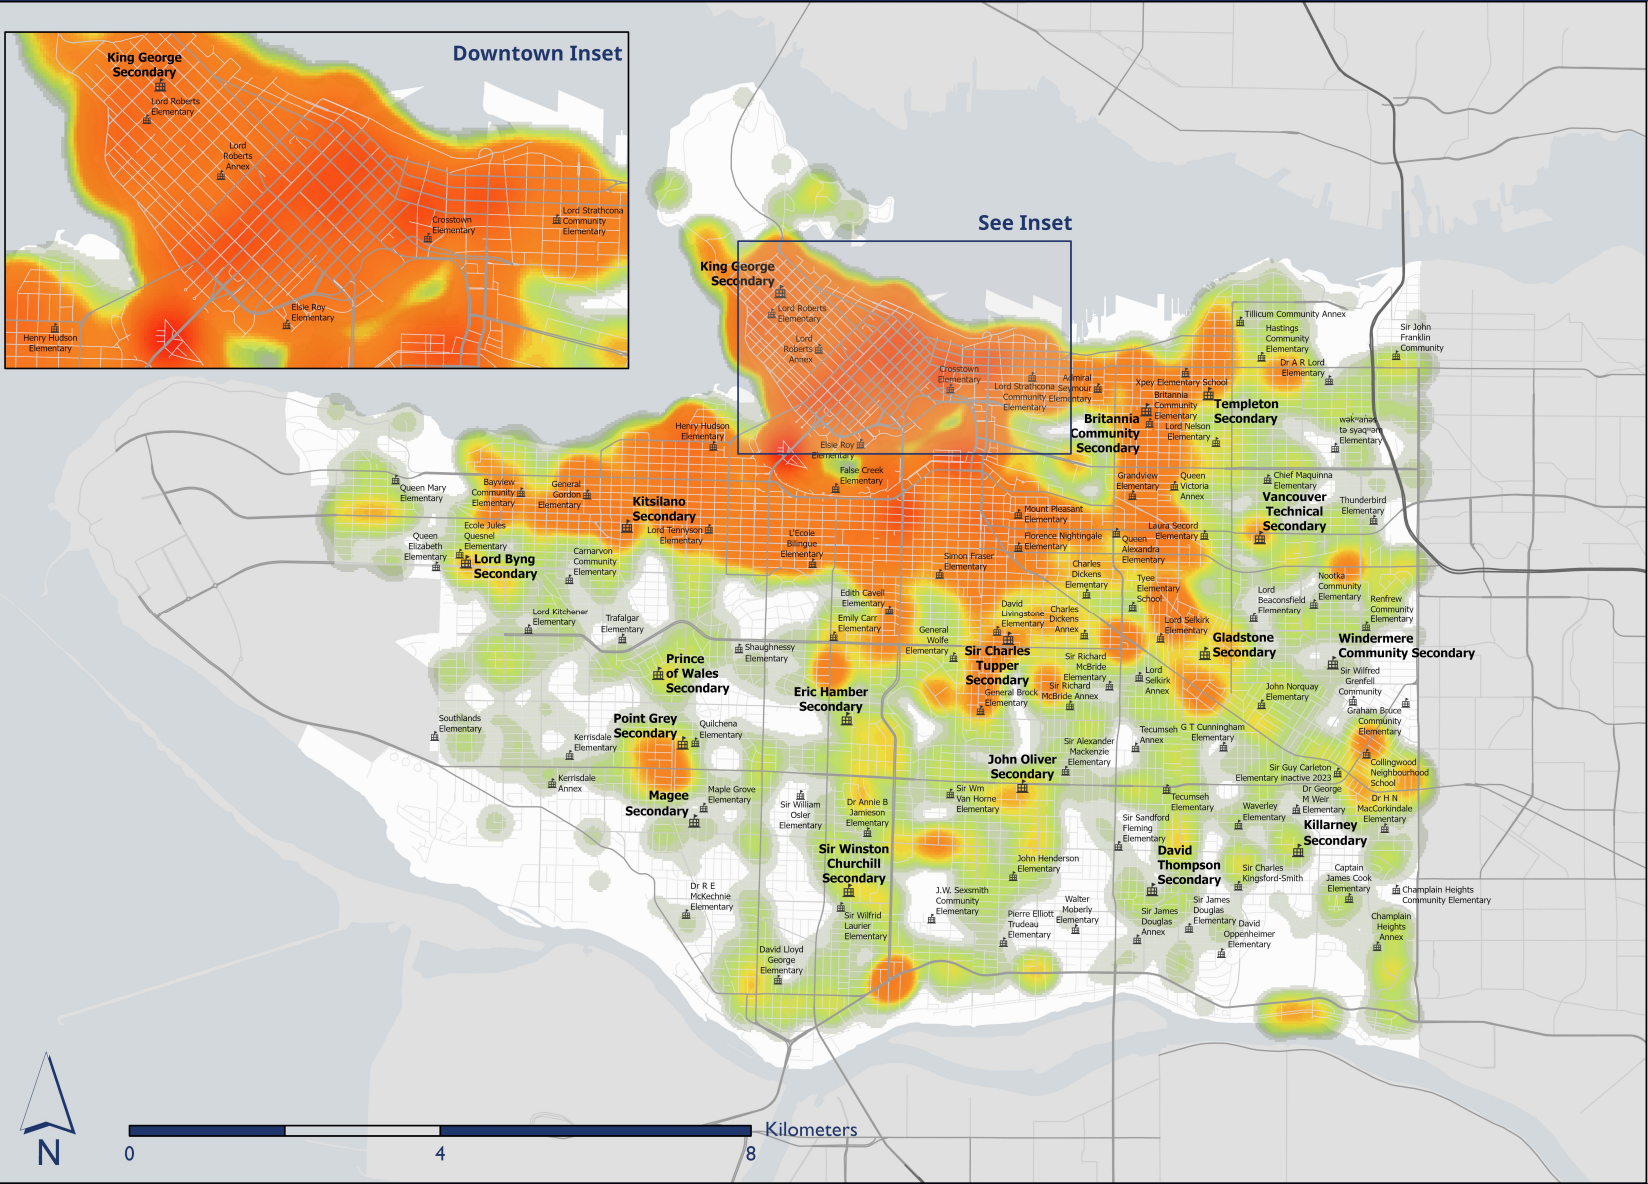 Downtown Inset
King George
Secondary
Lord Roberts
Elementary
Lord
Roberts
Annex
Crosstown
Elementary
Lord Strathcona
Community
Elementary
Elsie Roy
Elementary
Henry Hudson
Elementary
See Inset
King George
Secondary
Lord Roberts
Elementary
Lord
Roberts
Annex
Crosstown
Elementary
Lord Strathcona
Community
Elementary
Admiral
Seymour
Elementary
Elsie Roy
Elementary
False Creek
Elementary
Henry Hudson
Elementary
Tillicum Community Annex
Hastings
Community
Elementary
Sir John
Franklin
Community
Dr A R Lord
Elementary
Xpey Elementary School
Templeton
Secondary
Britannia
Community
Elementary
Britannia
Community
Secondary
Lord Nelson
Elementary
wək̓ʷan̓əs
tə syaqʷəm
Elementary
Grandview
Elementary
Queen
Victoria
Annex
Chief Maquinna
Elementary
Vancouver
Technical
Secondary
Thunderbird
Elementary
Queen Mary
Elementary
Bayview
Community
Elementary
General
Gordon
Elementary
Kitsilano
Secondary
Lord Tennyson
Elementary
L'Ecole
Bilingue
Elementary
Mount Pleasant
Elementary
Florence Nightingale
Elementary
Laura Secord
Elementary
Queen
Alexandra
Elementary
Ecole Jules
Quesnel
Elementary
Queen
Elizabeth
Elementary
Lord Byng
Secondary
Carnarvon
Community
Elementary
Simon Fraser
Elementary
Charles
Dickens
Elementary
Tyee
Elementary
School
Lord
Beaconsfield
Elementary
Nootka
Community
Elementary
Renfrew
Community
Elementary
Lord Kitchener
Elementary
Trafalgar
Elementary
Edith Cavell
Elementary
Emily Carr
Elementary
General
Wolfe
Elementary
David
Livingstone
Elementary
Charles
Dickens
Annex
Lord Selkirk
Elementary
Gladstone
Secondary
Windermere
Community Secondary
Shaughnessy
Elementary
Prince
of Wales
Secondary
Eric Hamber
Secondary
Sir Charles
Tupper
Secondary
General Brock
Elementary
Sir Richard
McBride
Elementary
Sir Richard
McBride Annex
Lord
Selkirk
Annex
John Norquay
Elementary
Sir Wilfred
Grenfell
Community
Graham Bruce
Community
Elementary
Southlands
Elementary
Point Grey
Secondary
Quilchena
Elementary
Kerrisdale
Elementary
Kerrisdale
Annex
Magee
Secondary
Maple Grove
Elementary
Sir William
Osler
Elementary
Dr Annie B
Jamieson
Elementary
Sir Alexander
Mackenzie
Elementary
Tecumseh
Annex
G T Cunningham
Elementary
John Oliver
Secondary
Sir Wm
Van Horne
Elementary
Tecumseh
Elementary
Sir Guy Carleton
Elementary inactive 2023
Collingwood
Neighbourhood
School
Dr George
M Weir
Elementary
Dr H N
MacCorkindale
Elementary
Waverley
Elementary
Killarney
Secondary
Sir Sandford
Fleming
Elementary
Sir Winston
Churchill
Secondary
John Henderson
Elementary
David
Thompson
Secondary
Sir Charles
Kingsford-Smith
Captain
James Cook
Elementary
Champlain Heights
Community Elementary
Dr R E
McKechnie
Elementary
Sir Wilfrid
Laurier
Elementary
J.W. Sexsmith
Community
Elementary
Pierre Elliott
Trudeau
Elementary
Walter
Moberly
Elementary
Sir James
Douglas
Annex
Sir James
Douglas
Elementary
David
Oppenheimer
Elementary
Champlain
Heights
Annex
David Lloyd
George
Elementary
N
Kilometers
0 4 8